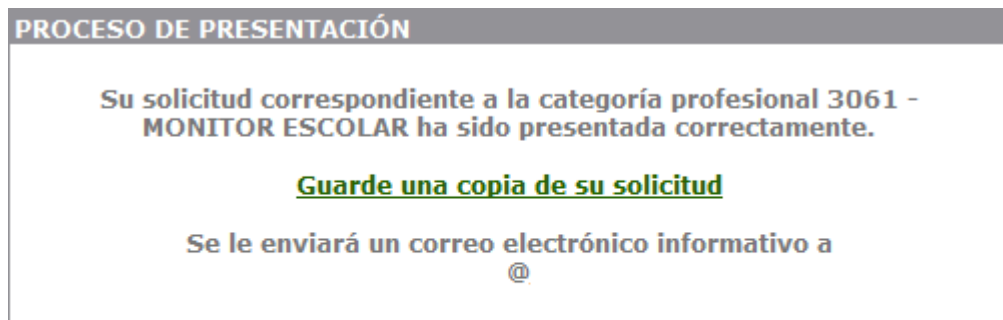 PROCESO DE PRESENTACIÓN
Su solicitud correspondiente a la categoría profesional 3061 -
MONITOR ESCOLAR ha sido presentada correctamente.
Guarde una copia de su solicitud
Se le enviará un correo electrónico informativo a
@